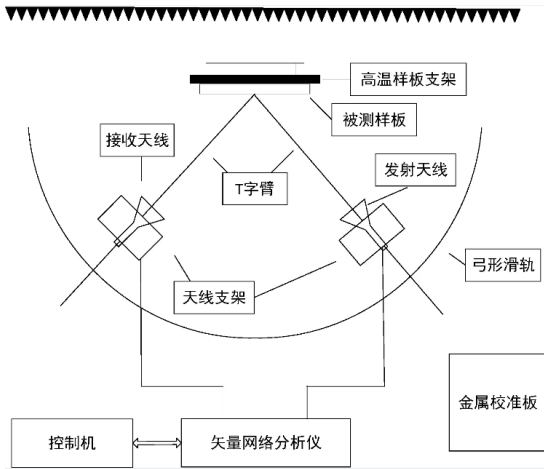 高温样板支架
被测样板
接收天线
T字臂
发射天线
弓形滑轨
天线支架
金属校准板
控制机
矢量网络分析仪